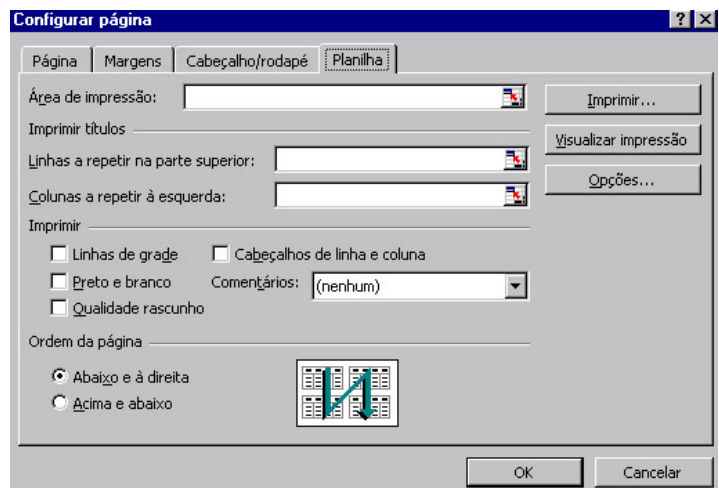 Configurar página
Página Margens Cabeçalho/rodapé Planilha
Área de impressão:
Imprimir...
Imprimir títulos
Visualizar impressão
Linhas a repetir na parte superior:
Opções...
Colunas a repetir à esquerda:
Imprimir
Linhas de grade Cabeçalhos de linha e coluna
Preto e branco Comentários: (nenhum)
Qualidade rascunho
Ordem da página
Abaixo e à direita
Acima e abaixo
OK Cancelar